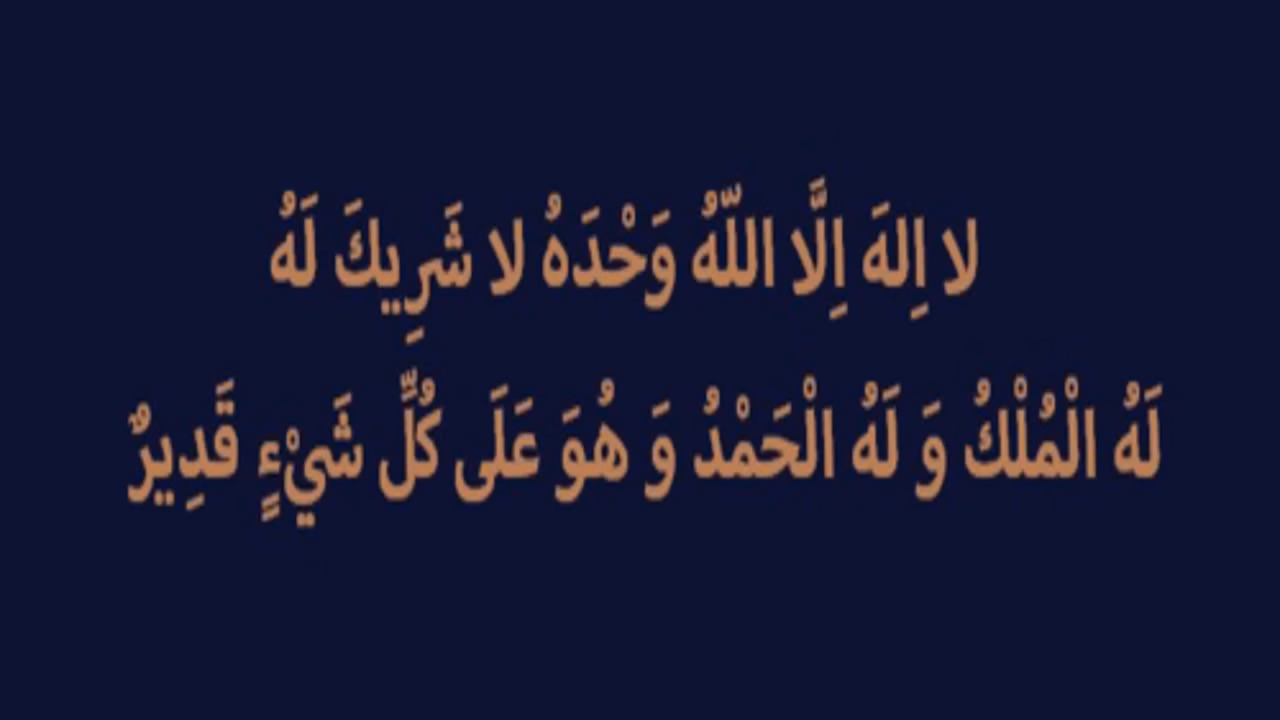 لا اِلهَ اِلَّا اللّهُ وَحْدَهُ لا شَرِيكَ لَهُ
لَهُ الْمُلْكُ وَ لَهُ الْحَمْدُ وَ هُوَ عَلَى كُلِّ شَيْءٍ قَدِيرٌ